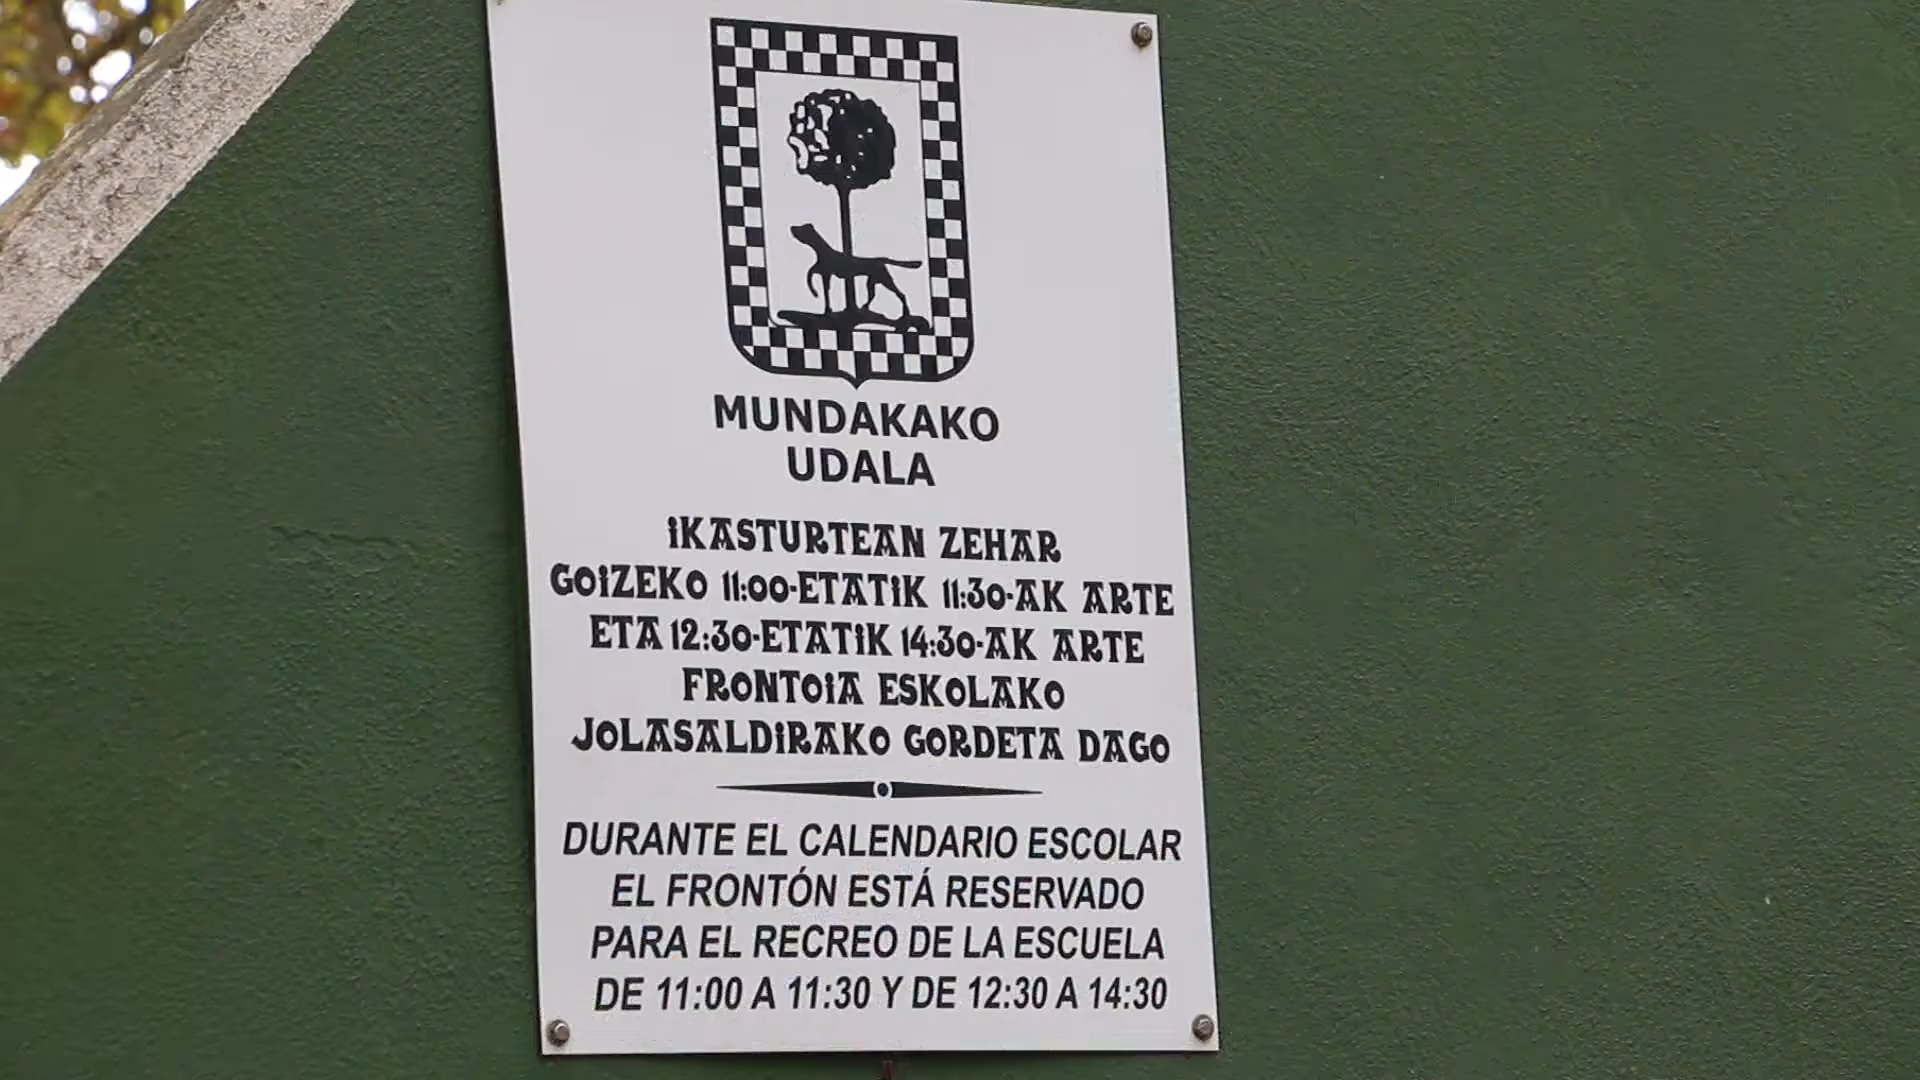 MUNDAKAKO
UDALA
IKASTURTEAN ZEHAR
GOIZEKO 11:00-ETATIK 11:30-AK ARTE
ETA 12:30-ETATIK 14:30-AK ARTE
FRONTOIA ESKOLAKO
JOLASALDIRAKO GORDETA DAGO
DURANTE EL CALENDARIO ESCOLAR
EL FRONTÓN ESTÁ RESERVADO
PARA EL RECREO DE LA ESCUELA
DE 11:00 A 11:30 Y DE 12:30 A 14:30